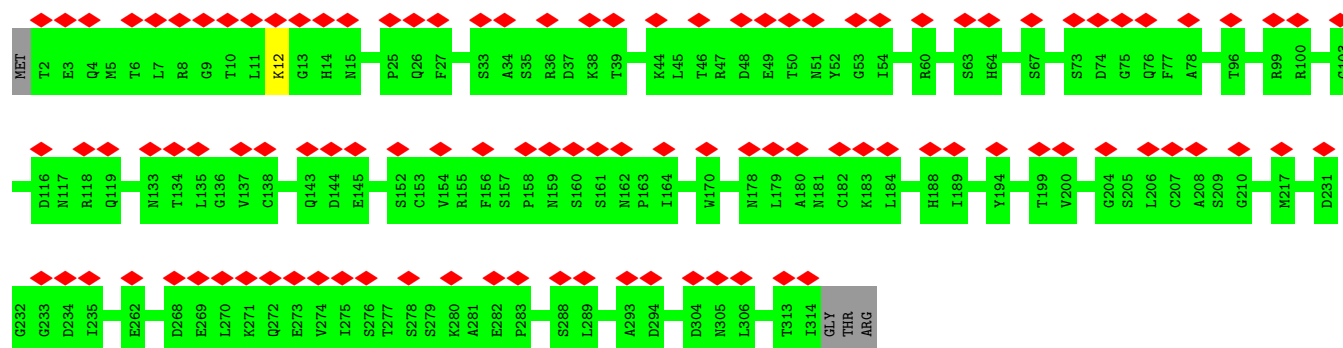 MET T2 E3 Q4 M5 T6 L7 R8 G9 T10 L11 K12 G13 H14 N15 P25 Q26 F27 S33 A34 S35 R36 D37 K38 T39 K44 L45 T46 R47 D48 E49 T50 N51 Y52 G53 I54 R60 S63 H64 S67 S73 D74 G75 Q76 F77 A78 T96 R99 R100
D116 N117 R118 Q119 N133 T134 L135 G136 V137 C138 Q143 D144 E145 S152 C153 V154 R155 F156 S157 P158 N159 S160 S161 N162 P163 I164 W170 N178 L179 A180 N181 C182 K183 L184 H188 I189 Y194 T199 V200 G204 S205 L206 C207 A208 S209 G210 M217 D231
G232 G233 D234 I235 E262 D268 E269 L270 K271 Q272 E273 V274 I275 S276 T277 S278 S279 K280 A281 E282 P283 S288 L289 A293 D294 D304 N305 L306 T313 I314 GLY THR ARG